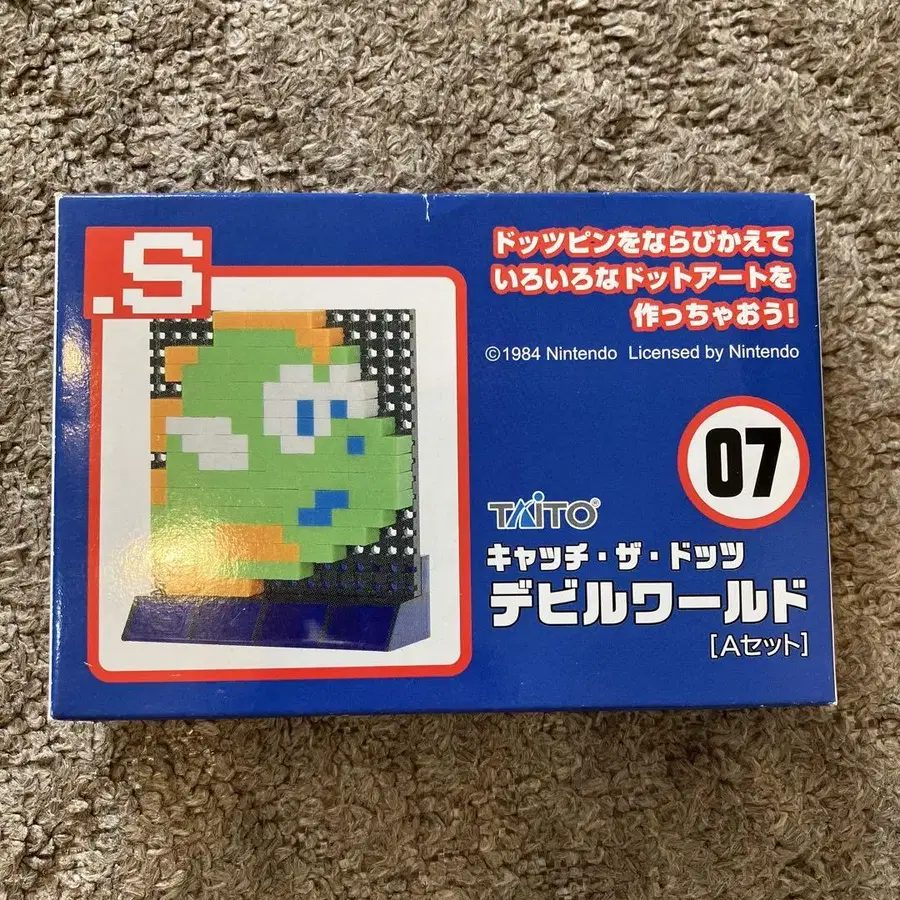 .S
ドッツピンをならびかえて
いろいろなドットアートを
作っちゃおう!
©1984 Nintendo Licensed by Nintendo
07
TAITO®
キャッチ・ザ・ドッツ
デビルワールド
[Aセット]